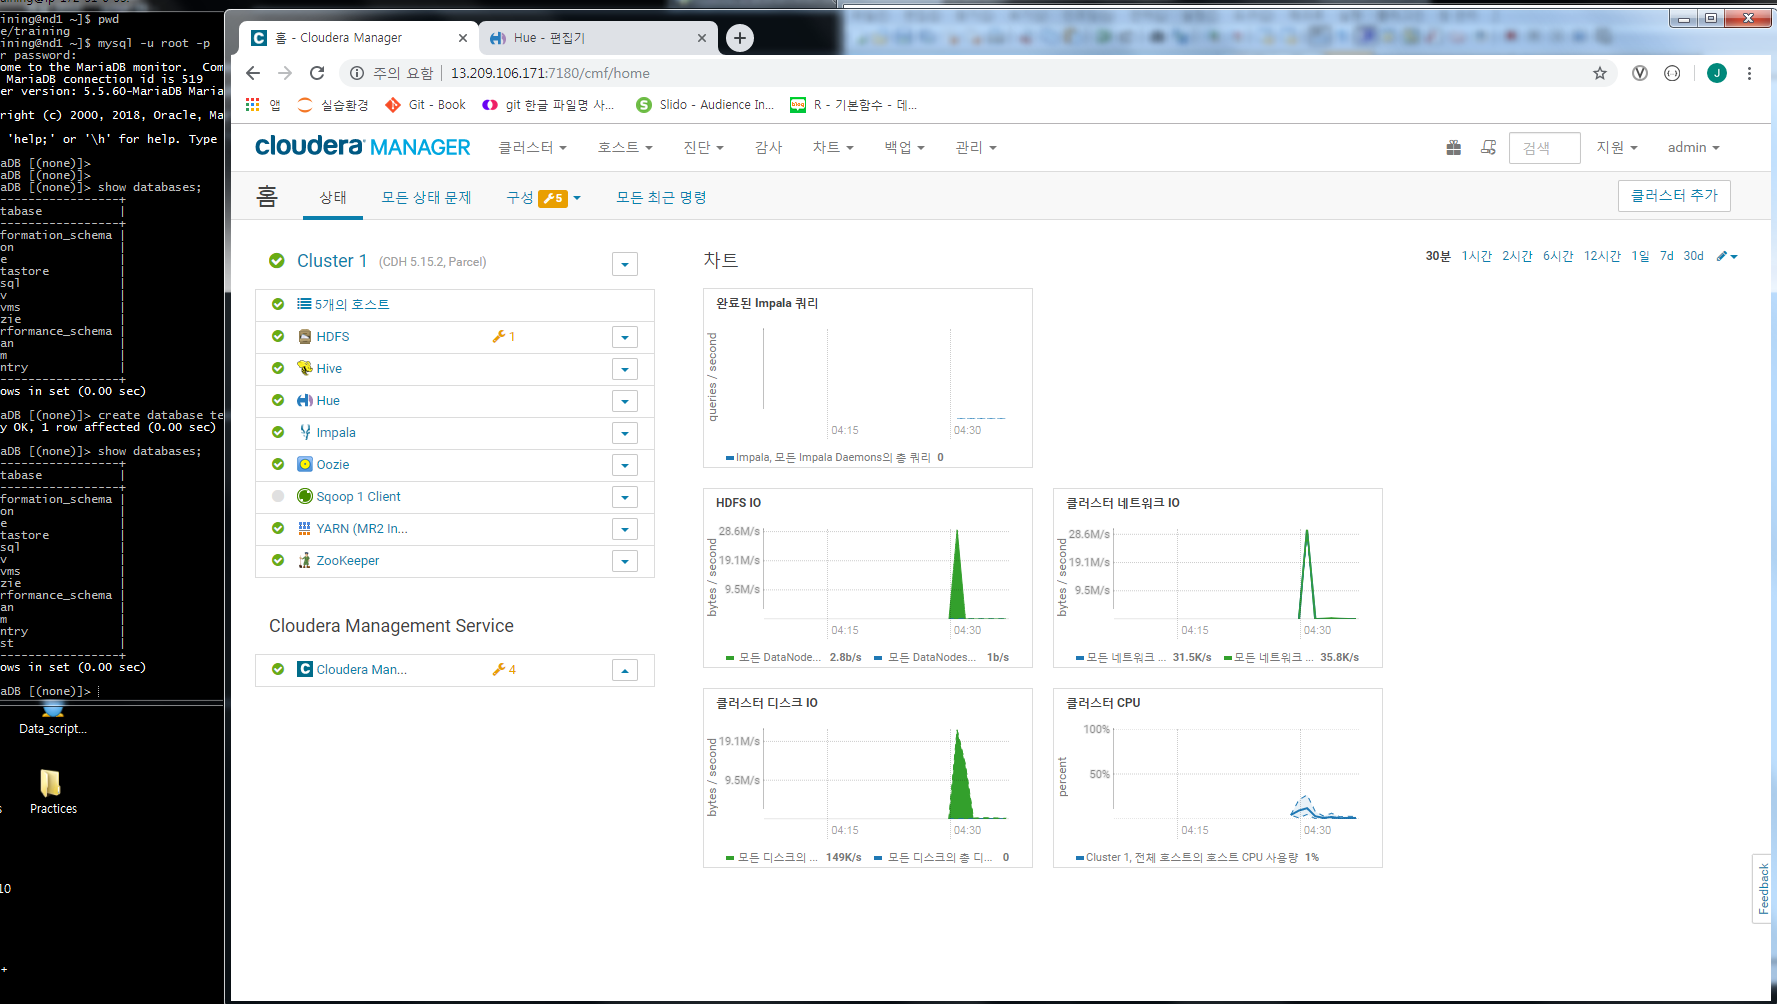 ining@nd1 ~]$ pwd
e/training
ining@nd1 ~]$ mysql -u root -p
r password:
ome to the MariaDB monitor.  Com
MariaDB connection id is 519
er version: 5.5.60-MariaDB Maria
right (c) 2000, 2018, Oracle, Ma
'help;' or '\h' for help. Type
aDB [(none)]>
aDB [(none)]>
aDB [(none)]> show databases;
-----------------+
tabase |
-----------------+
formation_schema |
on |
e |
tastore |
sql |
v |
vms |
zie |
rformance_schema |
an |
m |
ntry |
-----------------+
ows in set (0.00 sec)
aDB [(none)]> create database te
y OK, 1 row affected (0.00 sec)
aDB [(none)]> show databases;
-----------------+
tabase |
-----------------+
formation_schema |
on |
e |
tastore |
sql |
v |
vms |
zie |
rformance_schema |
an |
m |
ntry |
st |
-----------------+
ows in set (0.00 sec)
aDB [(none)]>
Data_script...
Practices
s
10
+
홈 - Cloudera Manager
Hue - 편집기
주의 요함 13.209.106.171:7180/cmf/home
J
앱 실습환경 Git - Book git 한글 파일명 사... Slido - Audience In... R - 기본함수 - 데...
cloudera MANAGER 클러스터 호스트 진단 감사 차트 백업 관리 검색 지원 admin
홈 상태 모든 상태 문제 구성 5 모든 최근 명령 클러스터 추가
Cluster 1 (CDH 5.15.2, Parcel)
5개의 호스트
HDFS 1
Hive
Hue
Impala
Oozie
Sqoop 1 Client
YARN (MR2 In...
ZooKeeper
Cloudera Management Service
Cloudera Man... 4
차트
30분 1시간 2시간 6시간 12시간 1일 7d 30d
완료된 Impala 쿼리
queries / second
04:15 04:30
Impala, 모든 Impala Daemons의 총 쿼리 0
HDFS IO
bytes / second
28.6M/s
19.1M/s
9.5M/s
04:15 04:30
모든 DataNode... 2.8b/s 모든 DataNodes... 1b/s
클러스터 네트워크 IO
bytes / second
28.6M/s
19.1M/s
9.5M/s
04:15 04:30
모든 네트워크 ... 31.5K/s 모든 네트워크 ... 35.8K/s
클러스터 디스크 IO
bytes / second
19.1M/s
9.5M/s
04:15 04:30
모든 디스크의 ... 149K/s 모든 디스크의 총 디... 0
클러스터 CPU
percent
100%
50%
04:15 04:30
Cluster 1, 전체 호스트의 호스트 CPU 사용량 1%
Feedback